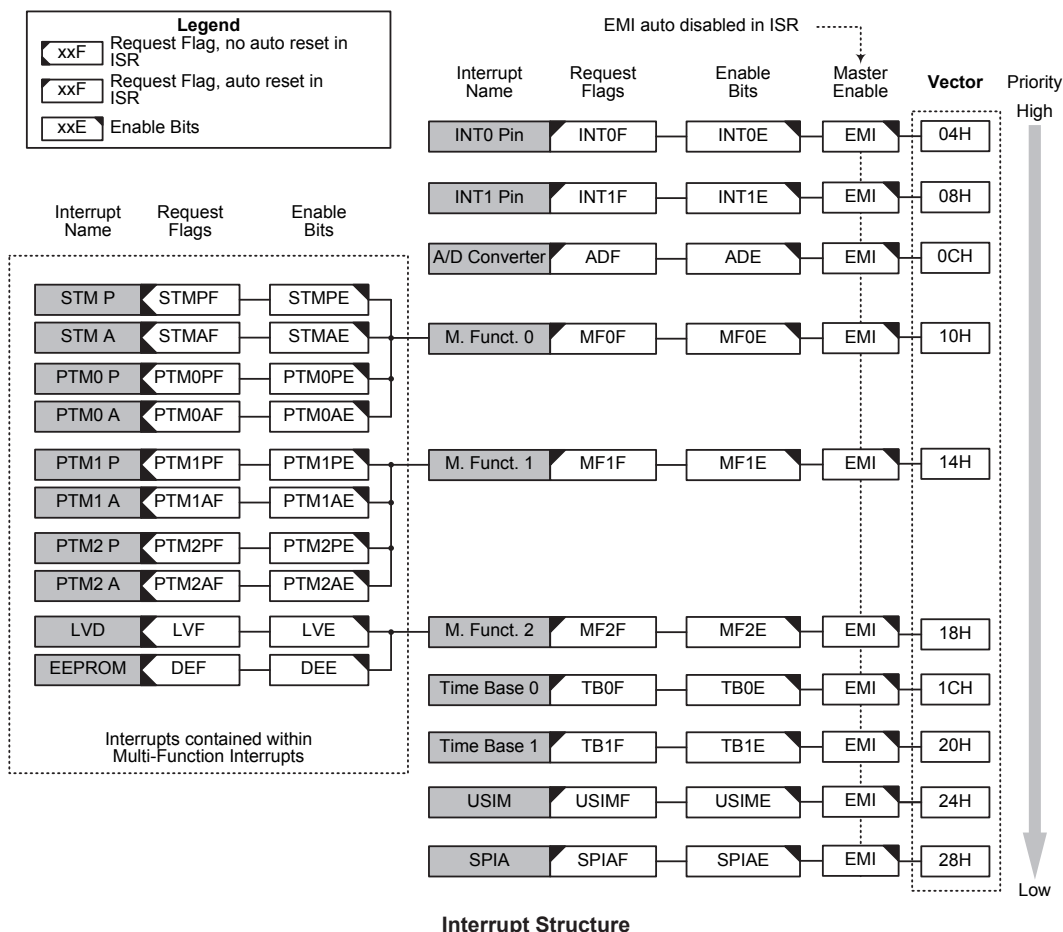 Legend
xxF Request Flag, no auto reset in
ISR
xxF Request Flag, auto reset in
ISR
xxE Enable Bits
EMI auto disabled in ISR
Interrupt
Name
Request
Flags
Enable
Bits
Master
Enable
Vector
Priority
High
INT0 Pin INT0F INT0E EMI 04H
INT1 Pin INT1F INT1E EMI 08H
A/D Converter ADF ADE EMI 0CH
Interrupt
Name
Request
Flags
Enable
Bits
STM P STMPF STMPE
STM A STMAF STMAE M. Funct. 0 MF0F MF0E EMI 10H
PTM0 P PTM0PF PTM0PE
PTM0 A PTM0AF PTM0AE
PTM1 P PTM1PF PTM1PE M. Funct. 1 MF1F MF1E EMI 14H
PTM1 A PTM1AF PTM1AE
PTM2 P PTM2PF PTM2PE
PTM2 A PTM2AF PTM2AE
LVD LVF LVE M. Funct. 2 MF2F MF2E EMI 18H
EEPROM DEF DEE
Time Base 0 TB0F TB0E EMI 1CH
Interrupts contained within
Multi-Function Interrupts
Time Base 1 TB1F TB1E EMI 20H
USIM USIMF USIME EMI 24H
SPIA SPIAF SPIAE EMI 28H
Low
Interrupt Structure